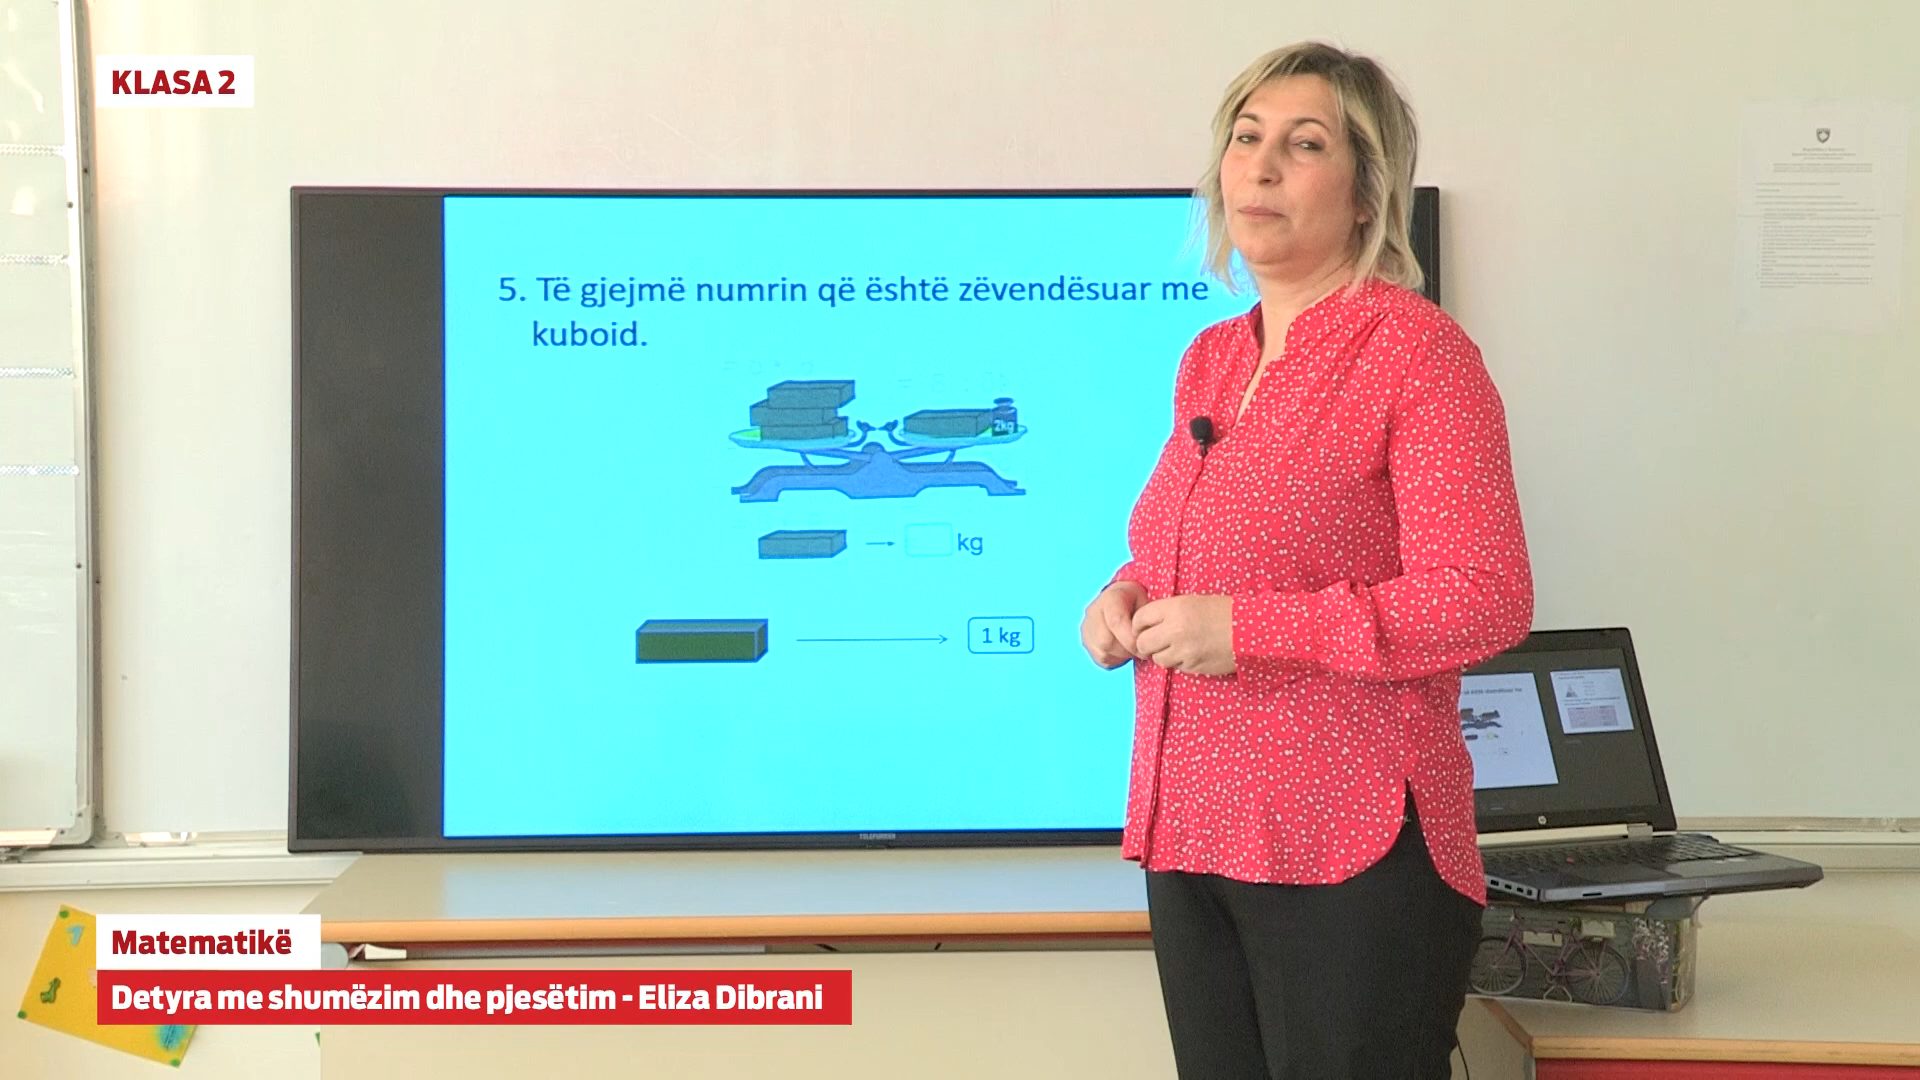 KLASA 2
5. Të gjejmë numrin që është zëvendësuar me
kuboid.
2kg
kg
1 kg
TELEFUNKEN
Matematikë
Detyra me shumëzim dhe pjesëtim - Eliza Dibrani